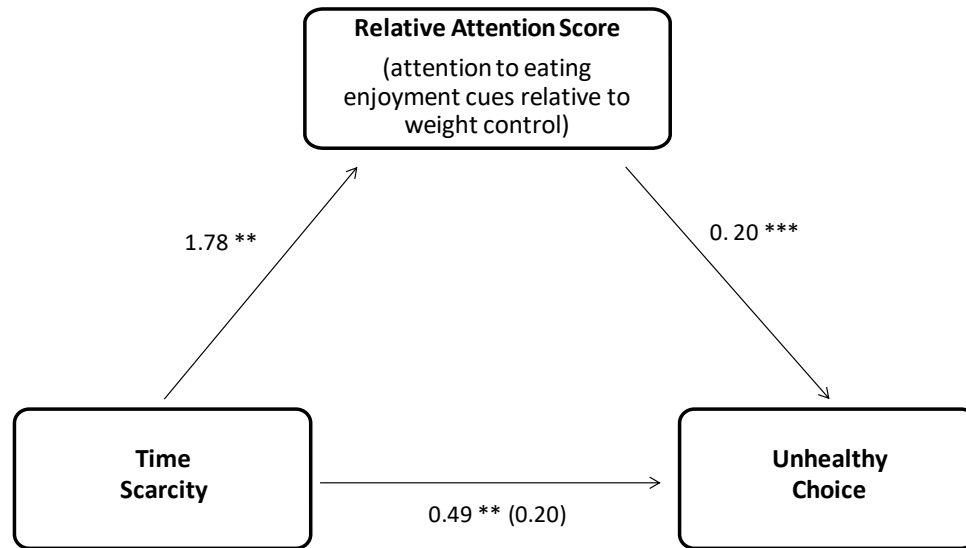 Relative Attention Score
(attention to eating
enjoyment cues relative to
weight control)
1.78 **
0. 20 ***
Time
Scarcity
Unhealthy
Choice
0.49 ** (0.20)